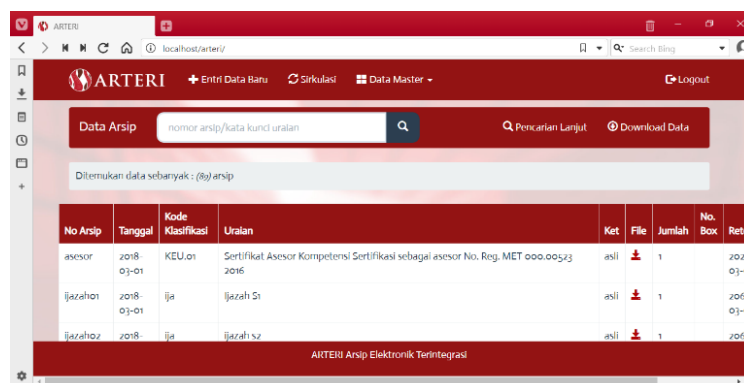 ARTERI
localhost/arteri/
Search Bing
ARTERI
Entri Data Baru
Sirkulasi
Data Master
Logout
Data Arsip
nomor arsip/kata kunci uraian
Pencarian Lanjut
Download Data
Ditemukan data sebanyak : (89) arsip
No Arsip Tanggal Kode Klasifikasi Uraian Ket File Jumlah No. Box
asesor 2018-03-01 KEU.01 Sertifikat Asesor Kompetensi Sertifikasi sebagai asesor No. Reg. MET 000.00523 2016 asli 1
ijazah01 2018-03-01 ija Ijazah S1 asli 1
ijazah02 2018- ija ijazah s2 asli 1
ARTERI Arsip Elektronik Terintegrasi